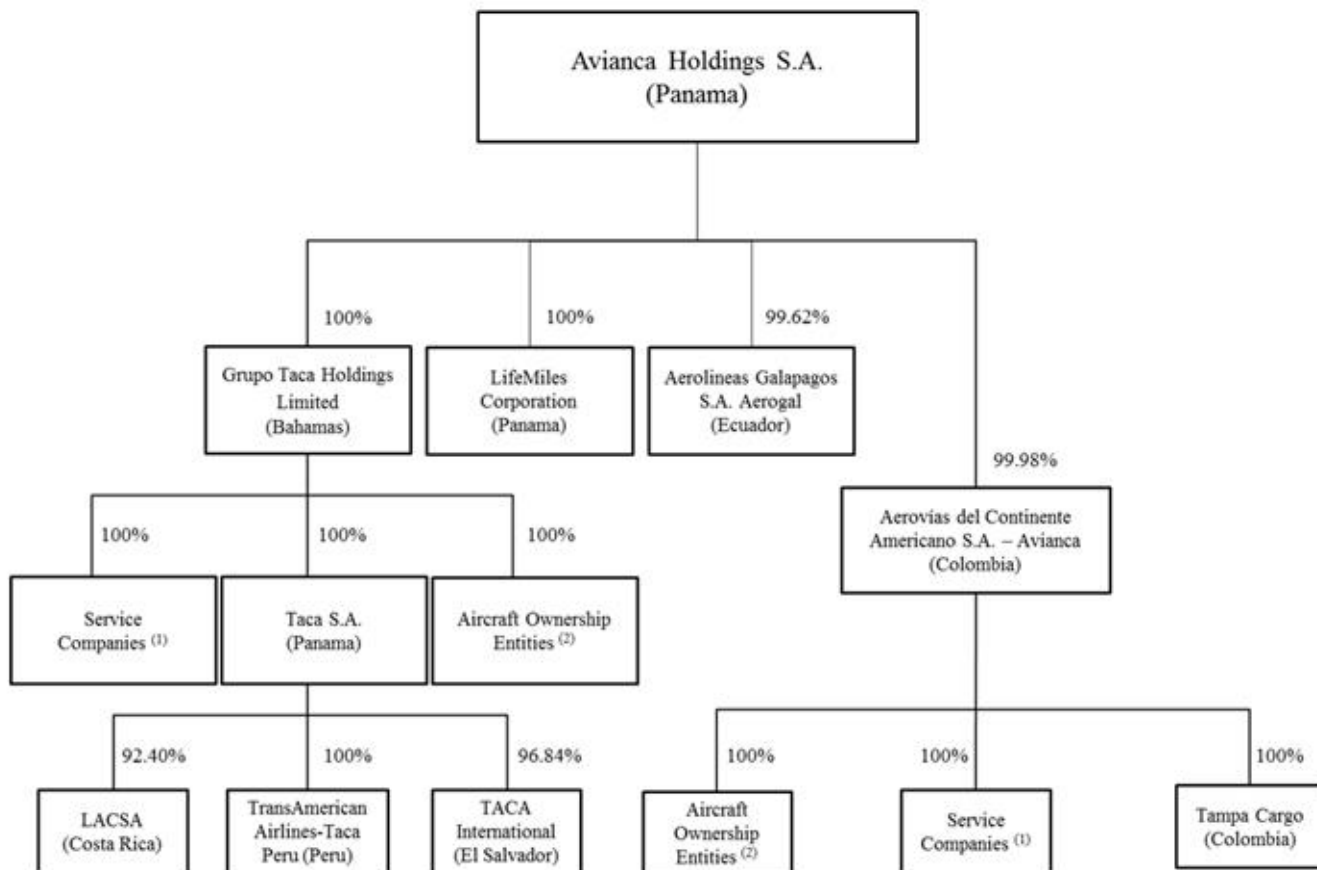 Avianca Holdings S.A.
(Panama)
100%
100%
99.62%
Grupo Taca Holdings
Limited
(Bahamas)
LifeMiles
Corporation
(Panama)
Aerolineas Galapagos
S.A. Aerogal
(Ecuador)
99.98%
Aerovías del Continente
Americano S.A. – Avianca
(Colombia)
100%
100%
100%
Service
Companies (1)
Taca S.A.
(Panama)
Aircraft Ownership
Entities (2)
92.40%
100%
96.84%
100%
100%
100%
LACSA
(Costa Rica)
TransAmerican
Airlines-Taca
Peru (Peru)
TACA
International
(El Salvador)
Aircraft
Ownership
Entities (2)
Service
Companies (1)
Tampa Cargo
(Colombia)